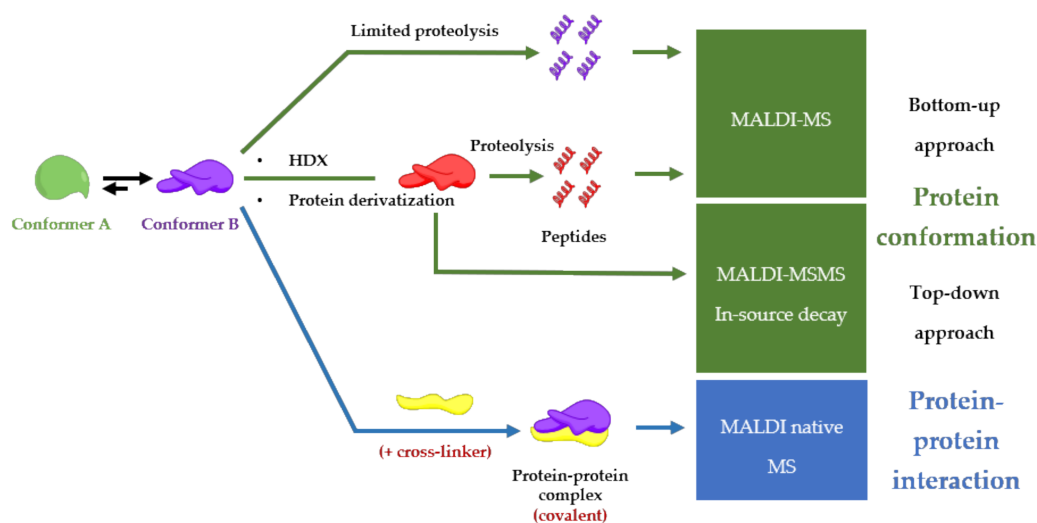 Limited proteolysis
MALDI-MS
Bottom-up
approach
Conformer A
Conformer B
• HDX
• Protein derivatization
Proteolysis
Peptides
Protein
conformation
MALDI-MSMS
In-source decay
Top-down
approach
(+ cross-linker)
Protein-protein
complex
(covalent)
MALDI native
MS
Protein-
protein
interaction